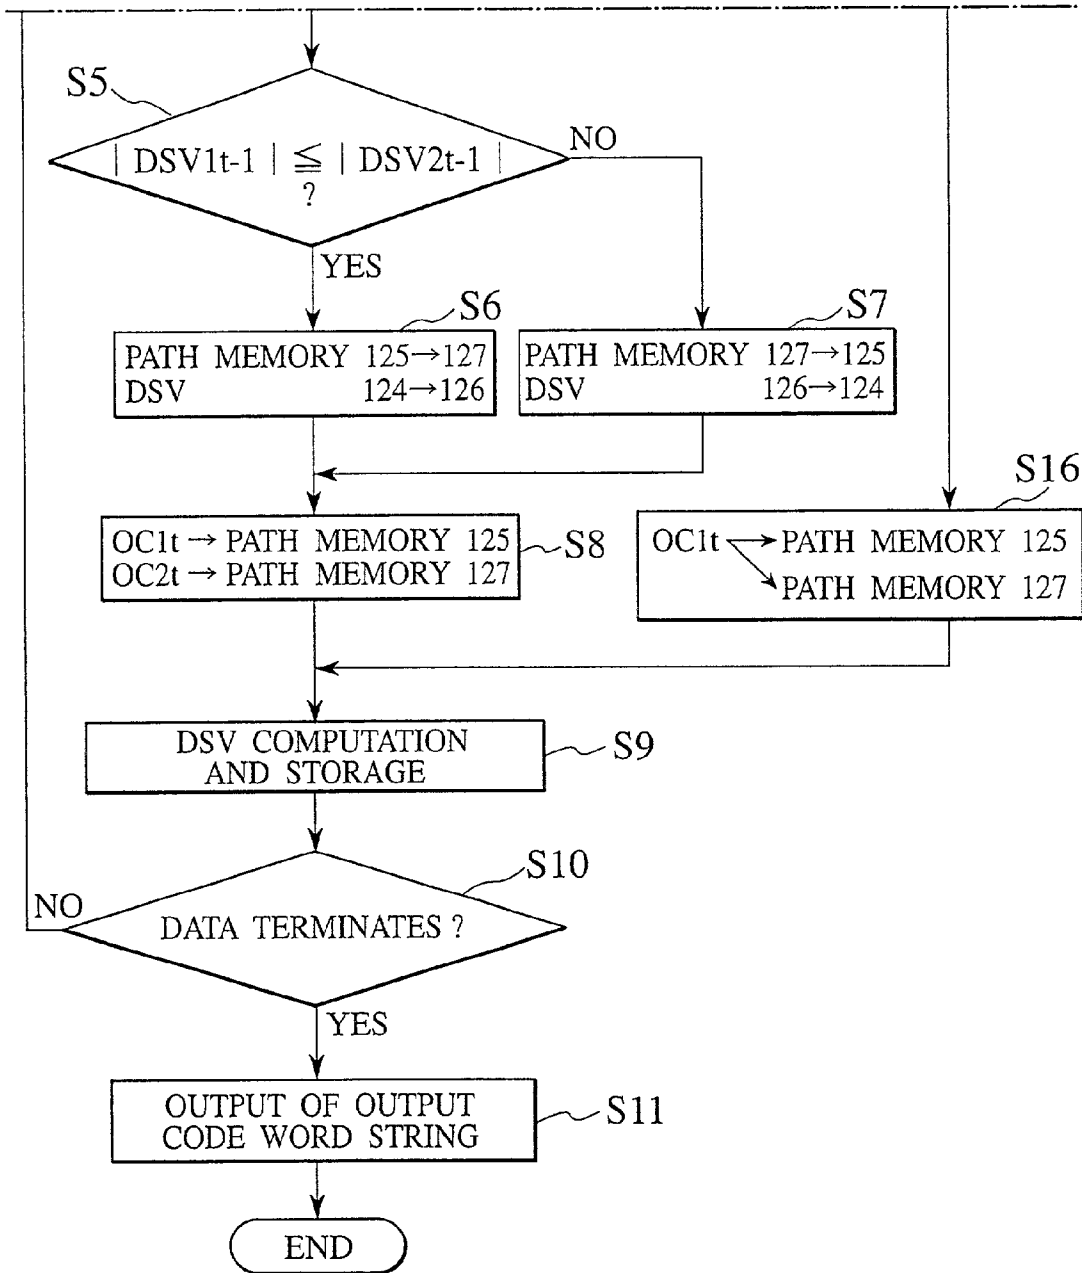 S5
| DSV1t-1 | ≦ | DSV2t-1 |
?
NO
YES
S6
PATH MEMORY 125→127
DSV 124→126
S7
PATH MEMORY 127→125
DSV 126→124
OC1t → PATH MEMORY 125
OC2t → PATH MEMORY 127
S8
S16
OC1t → PATH MEMORY 125
PATH MEMORY 127
DSV COMPUTATION
AND STORAGE
S9
S10
NO
DATA TERMINATES ?
YES
OUTPUT OF OUTPUT
CODE WORD STRING
S11
END